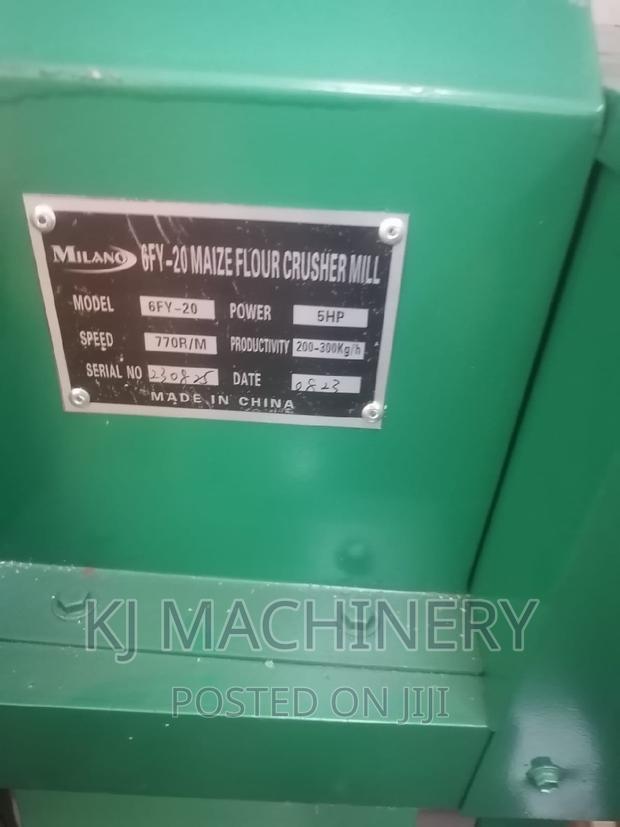 MILANO 6FY-20 MAIZE FLOUR CRUSHER MILL
MODEL 6FY-20 POWER 5HP
SPEED 770R/M PRODUCTIVITY 200-300Kg/h
SERIAL NO 230825 DATE 0823
MADE IN CHINA
KJ MACHINERY
POSTED ON JIJI